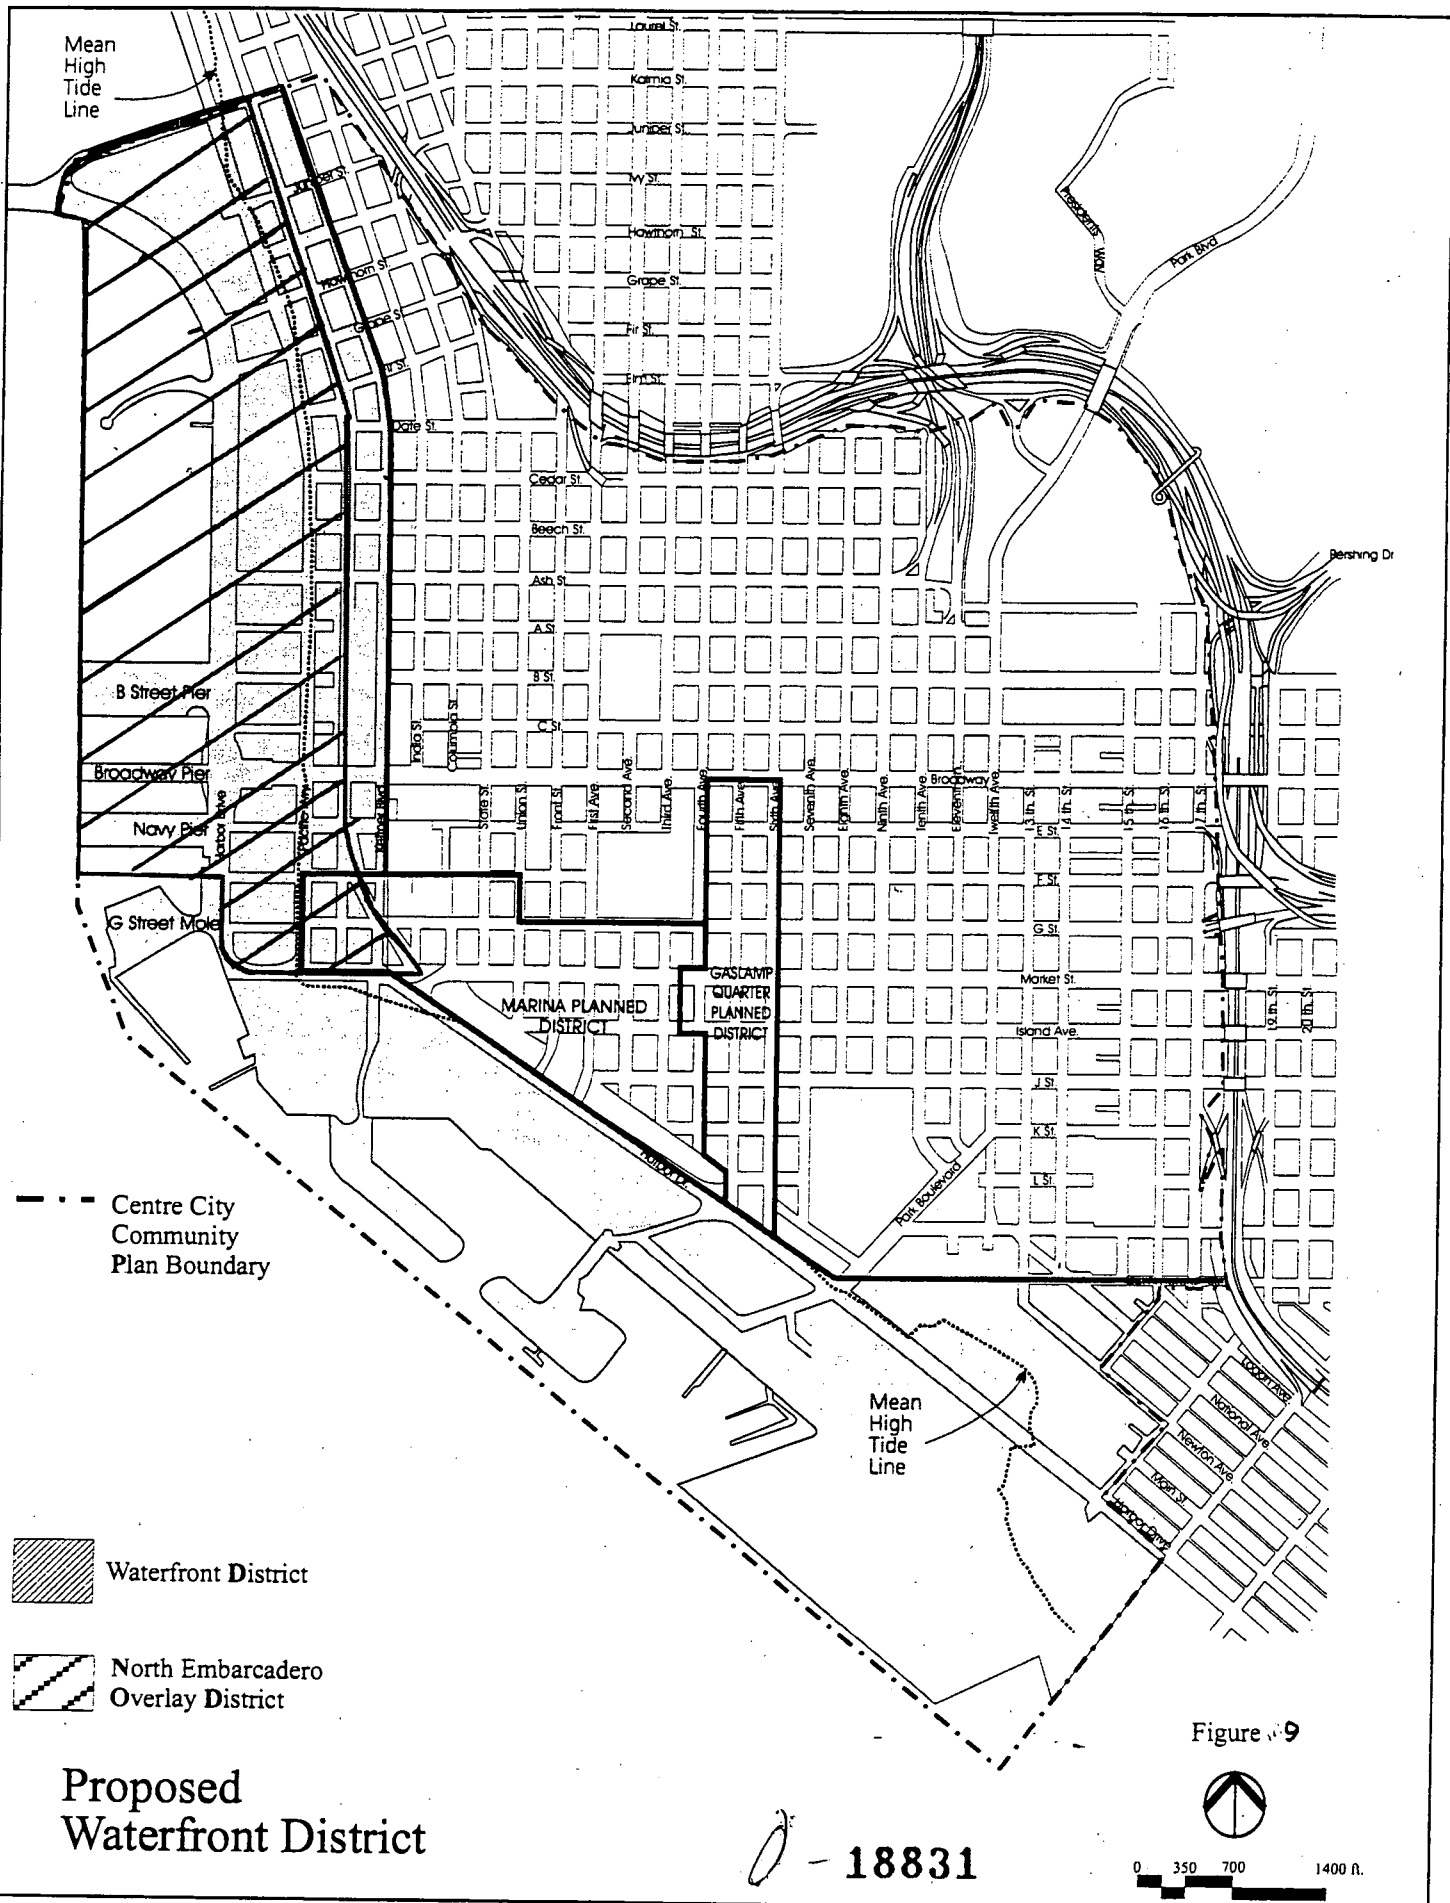 Mean
High
Tide
Line
Laurel St.
Kalmia St.
Juniper St.
Ivy St.
Hawthorn St.
Grape St.
Fir St.
Elm St.
Presidents Way
Park Blvd
Juniper St.
Hawthorn St.
Grape S
Date St.
Cedar St.
Beech St.
Ash St.
A St.
B St.
C St.
Pershing Dr
B Street Pier
Broadway Pier
Navy Pier
G Street Mole
Harbor Drive
Kettner Blvd
India St.
Columbia St.
State St.
Union St.
Front St.
First Ave.
Second Ave.
Third Ave.
Fourth Ave.
Fifth Ave.
Sixth Ave.
Seventh Ave.
Eighth Ave.
Ninth Ave.
Tenth Ave.
Eleventh
Twelfth Ave.
Broadway
13 th. St.
14 th. St.
15 th. St.
16 th. St.
17 th. St.
19 th. St.
20 th. St.
E St.
F St.
G St.
Market St.
Island Ave.
J St.
K St.
L St.
MARINA PLANNED
DISTRICT
GASLAMP
QUARTER
PLANNED
DISTRICT
Harbor Dr.
Park Boulevard
Centre City
Community
Plan Boundary
Mean
High
Tide
Line
Logan Ave.
National Ave.
Newton Ave.
Main St.
Harbor Drive
Waterfront District
North Embarcadero
Overlay District
Figure 9
Proposed
Waterfront District
O - 18831
0 350 700 1400 ft.